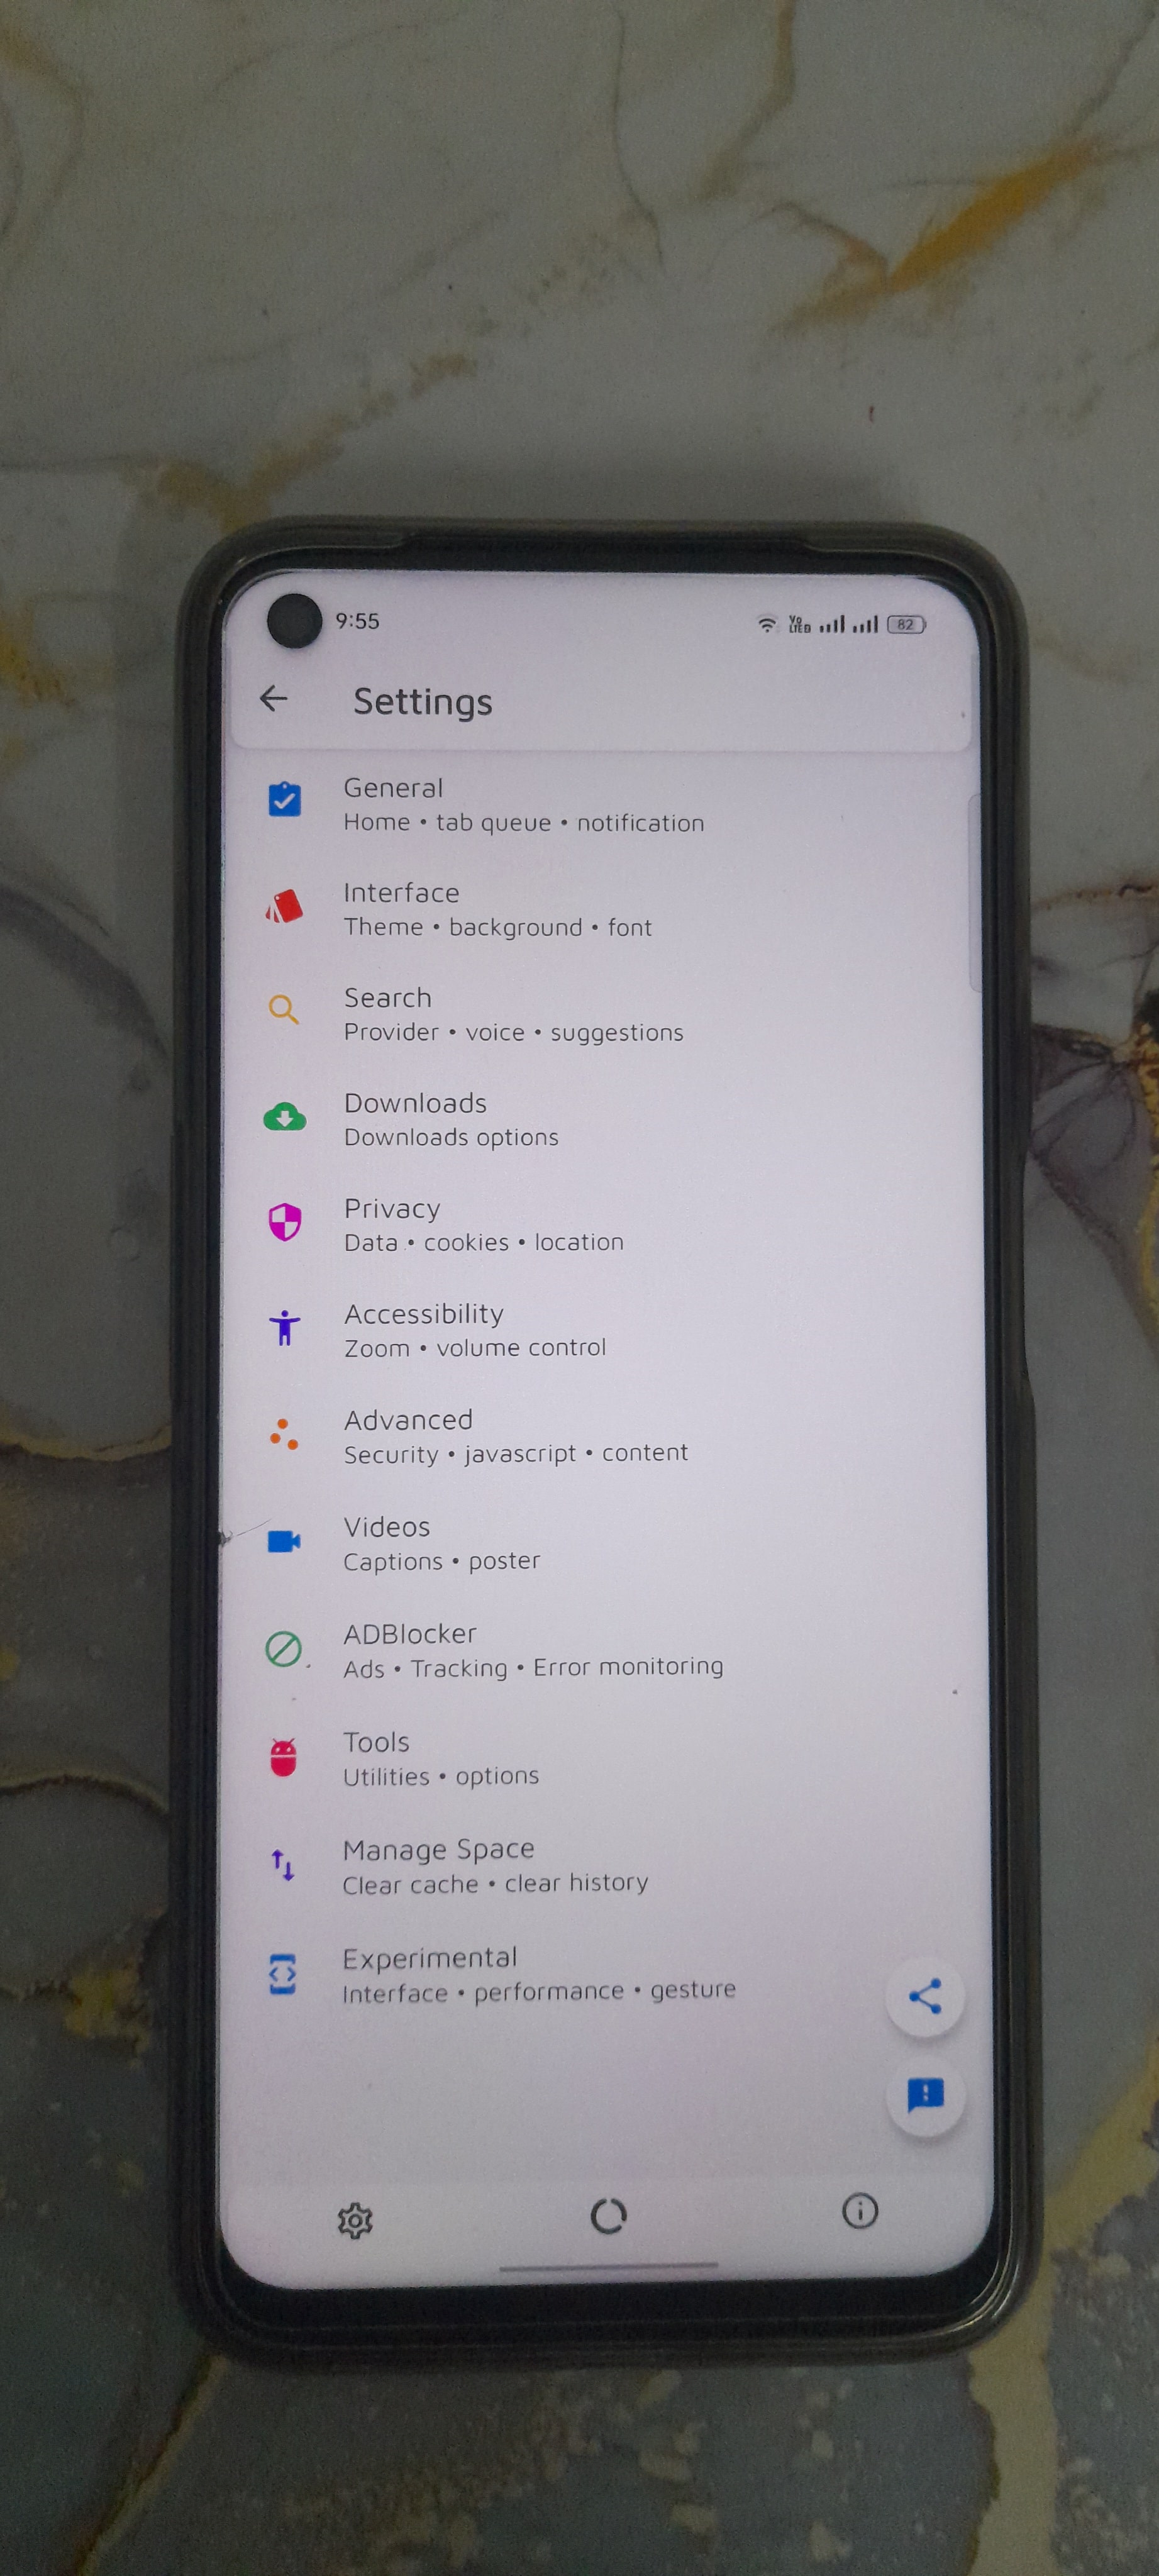 9:55
Vo
LTE2
82
Settings
General
Home • tab queue • notification
Interface
Theme • background • font
Search
Provider • voice • suggestions
Downloads
Downloads options
Privacy
Data • cookies • location
Accessibility
Zoom • volume control
Advanced
Security • javascript • content
Videos
Captions • poster
ADBlocker
Ads • Tracking • Error monitoring
Tools
Utilities • options
Manage Space
Clear cache • clear history
Experimental
Interface • performance • gesture